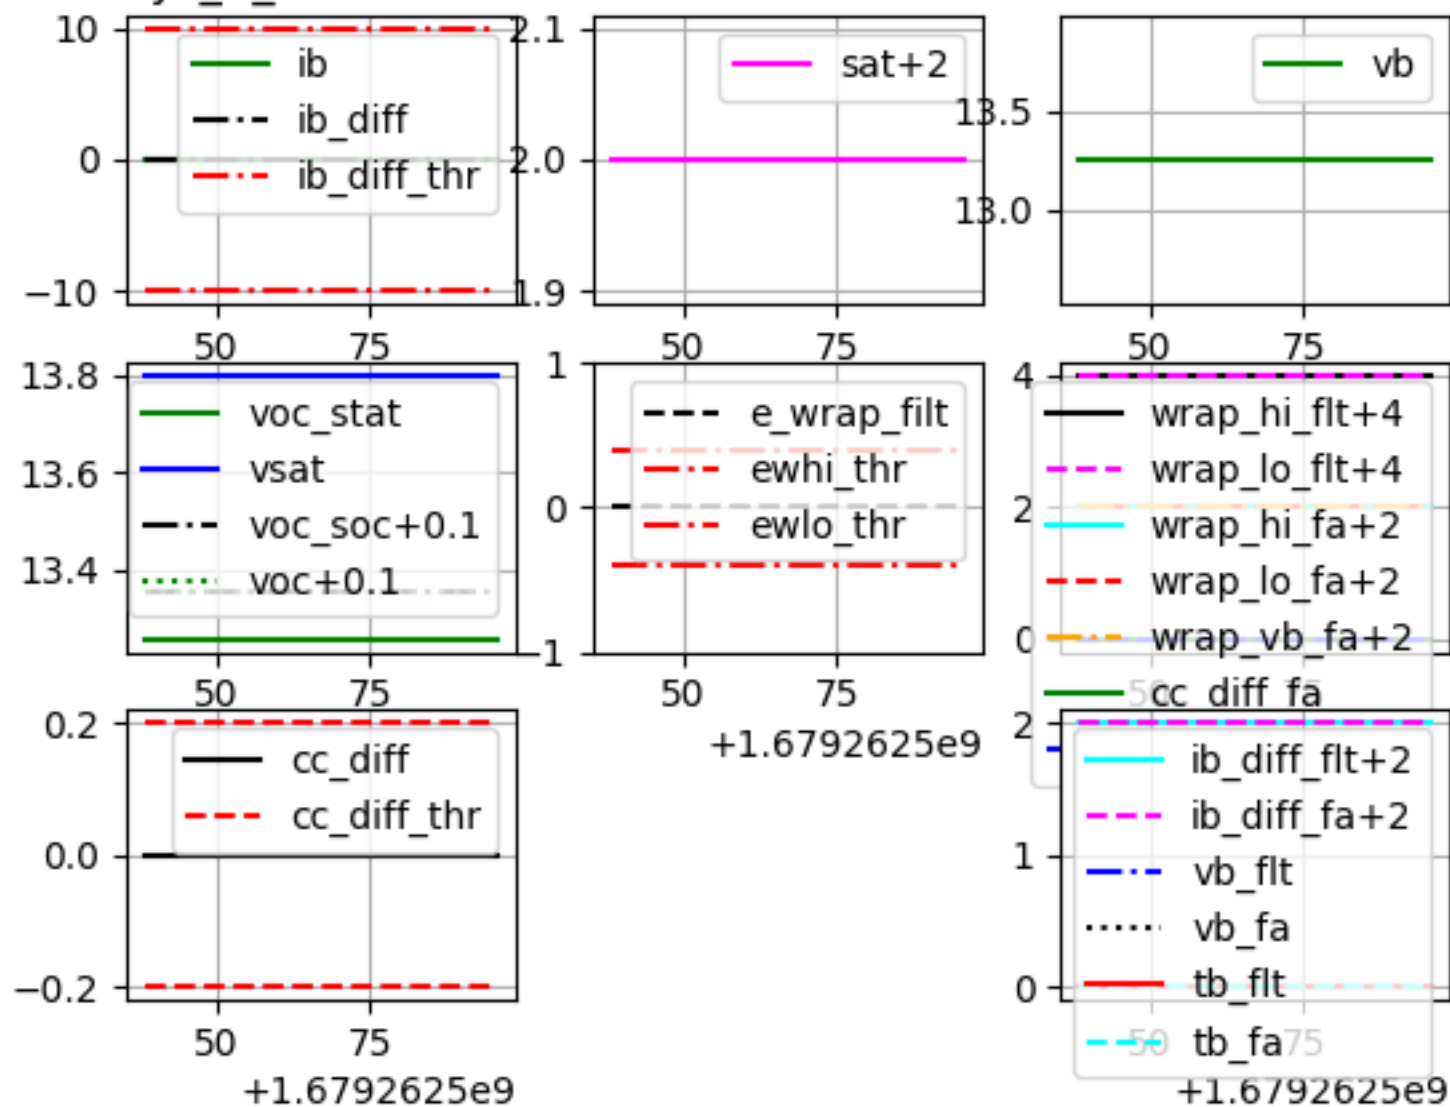 10
0
−10
ib
ib_diff
ib_diff_thr
50
75
2.1
2.0
1.9
sat+2
50
75
13.5
13.0
vb
50
75
13.8
13.6
13.4
voc_stat
vsat
voc_soc+0.1
voc+0.1
50
75
1
0
−1
e_wrap_filt
ewhi_thr
ewlo_thr
50
75
+1.6792625e9
4
2
0
wrap_hi_flt+4
wrap_lo_flt+4
wrap_hi_fa+2
wrap_lo_fa+2
wrap_vb_fa+2
cc_diff_fa
50
0.2
0.0
−0.2
cc_diff
cc_diff_thr
50
75
+1.6792625e9
2
1
0
ib_diff_flt+2
ib_diff_fa+2
vb_flt
vb_fa
tb_flt
tb_fa
50
75
+1.6792625e9